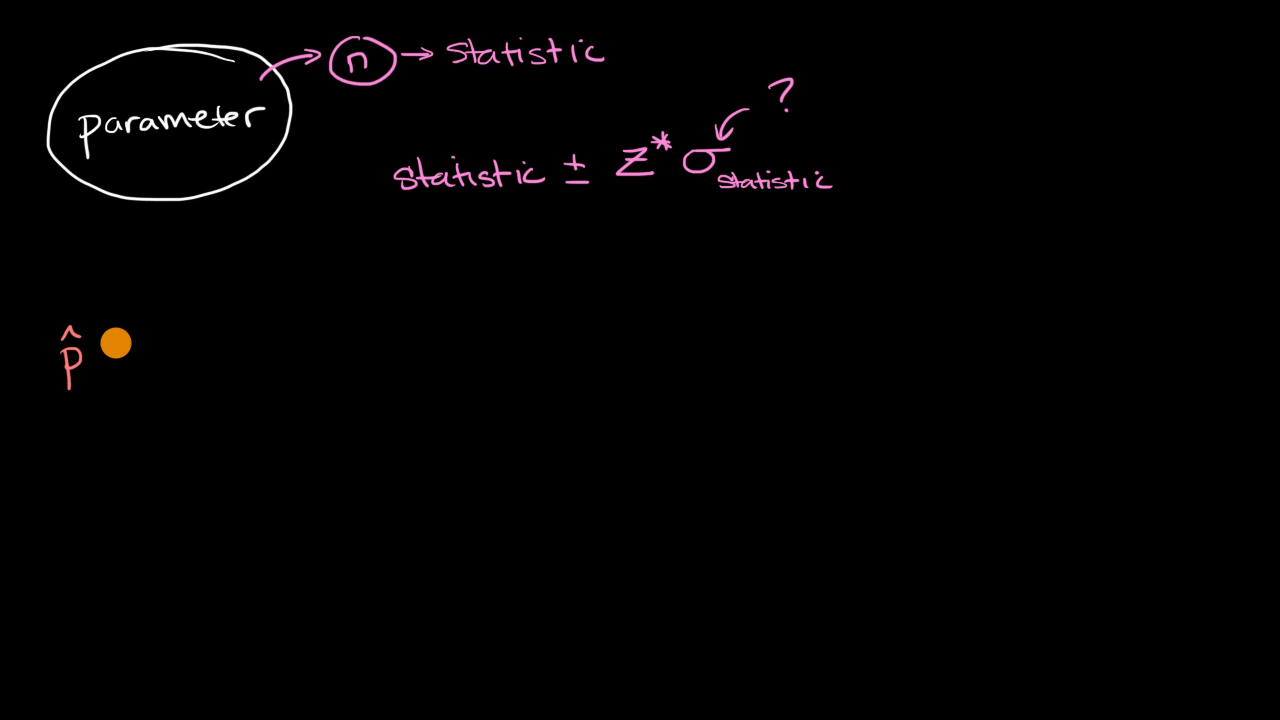 parameter → n → statistic
?
statistic ± z* σ statistic
p̂